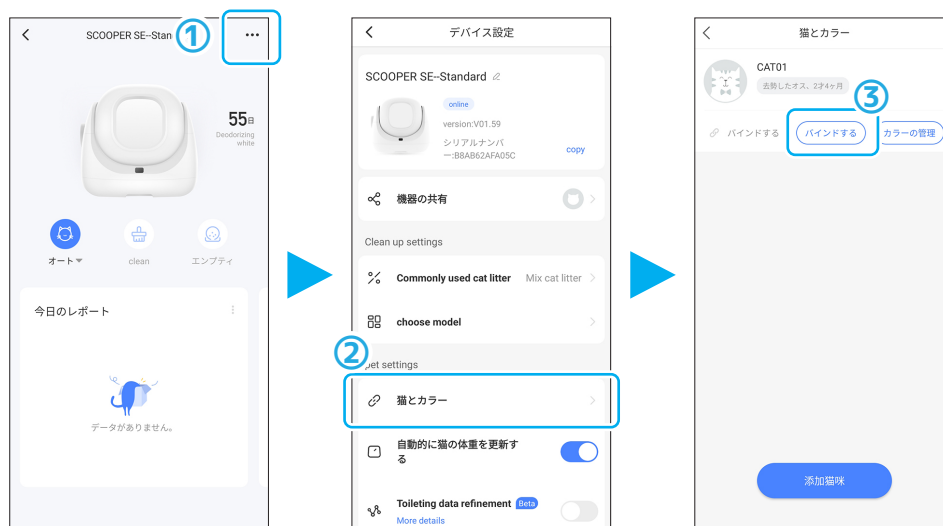 SCOOPER SE--Stan
①
•••
55日
Deodorizing
white
オート
clean
エンプティ
今日のレポート
データがありません。
デバイス設定
SCOOPER SE--Standard
online
version:V01.59
シリアルナンバ
ー:B8AB62AFA05C
copy
機器の共有
Clean up settings
Commonly used cat litter
Mix cat litter
choose model
②
pet settings
猫とカラー
自動的に猫の体重を更新す
る
Toileting data refinement Beta
More details
猫とカラー
CAT01
去勢したオス、2才4ヶ月
③
バインドする
バインドする
カラーの管理
添加猫咪